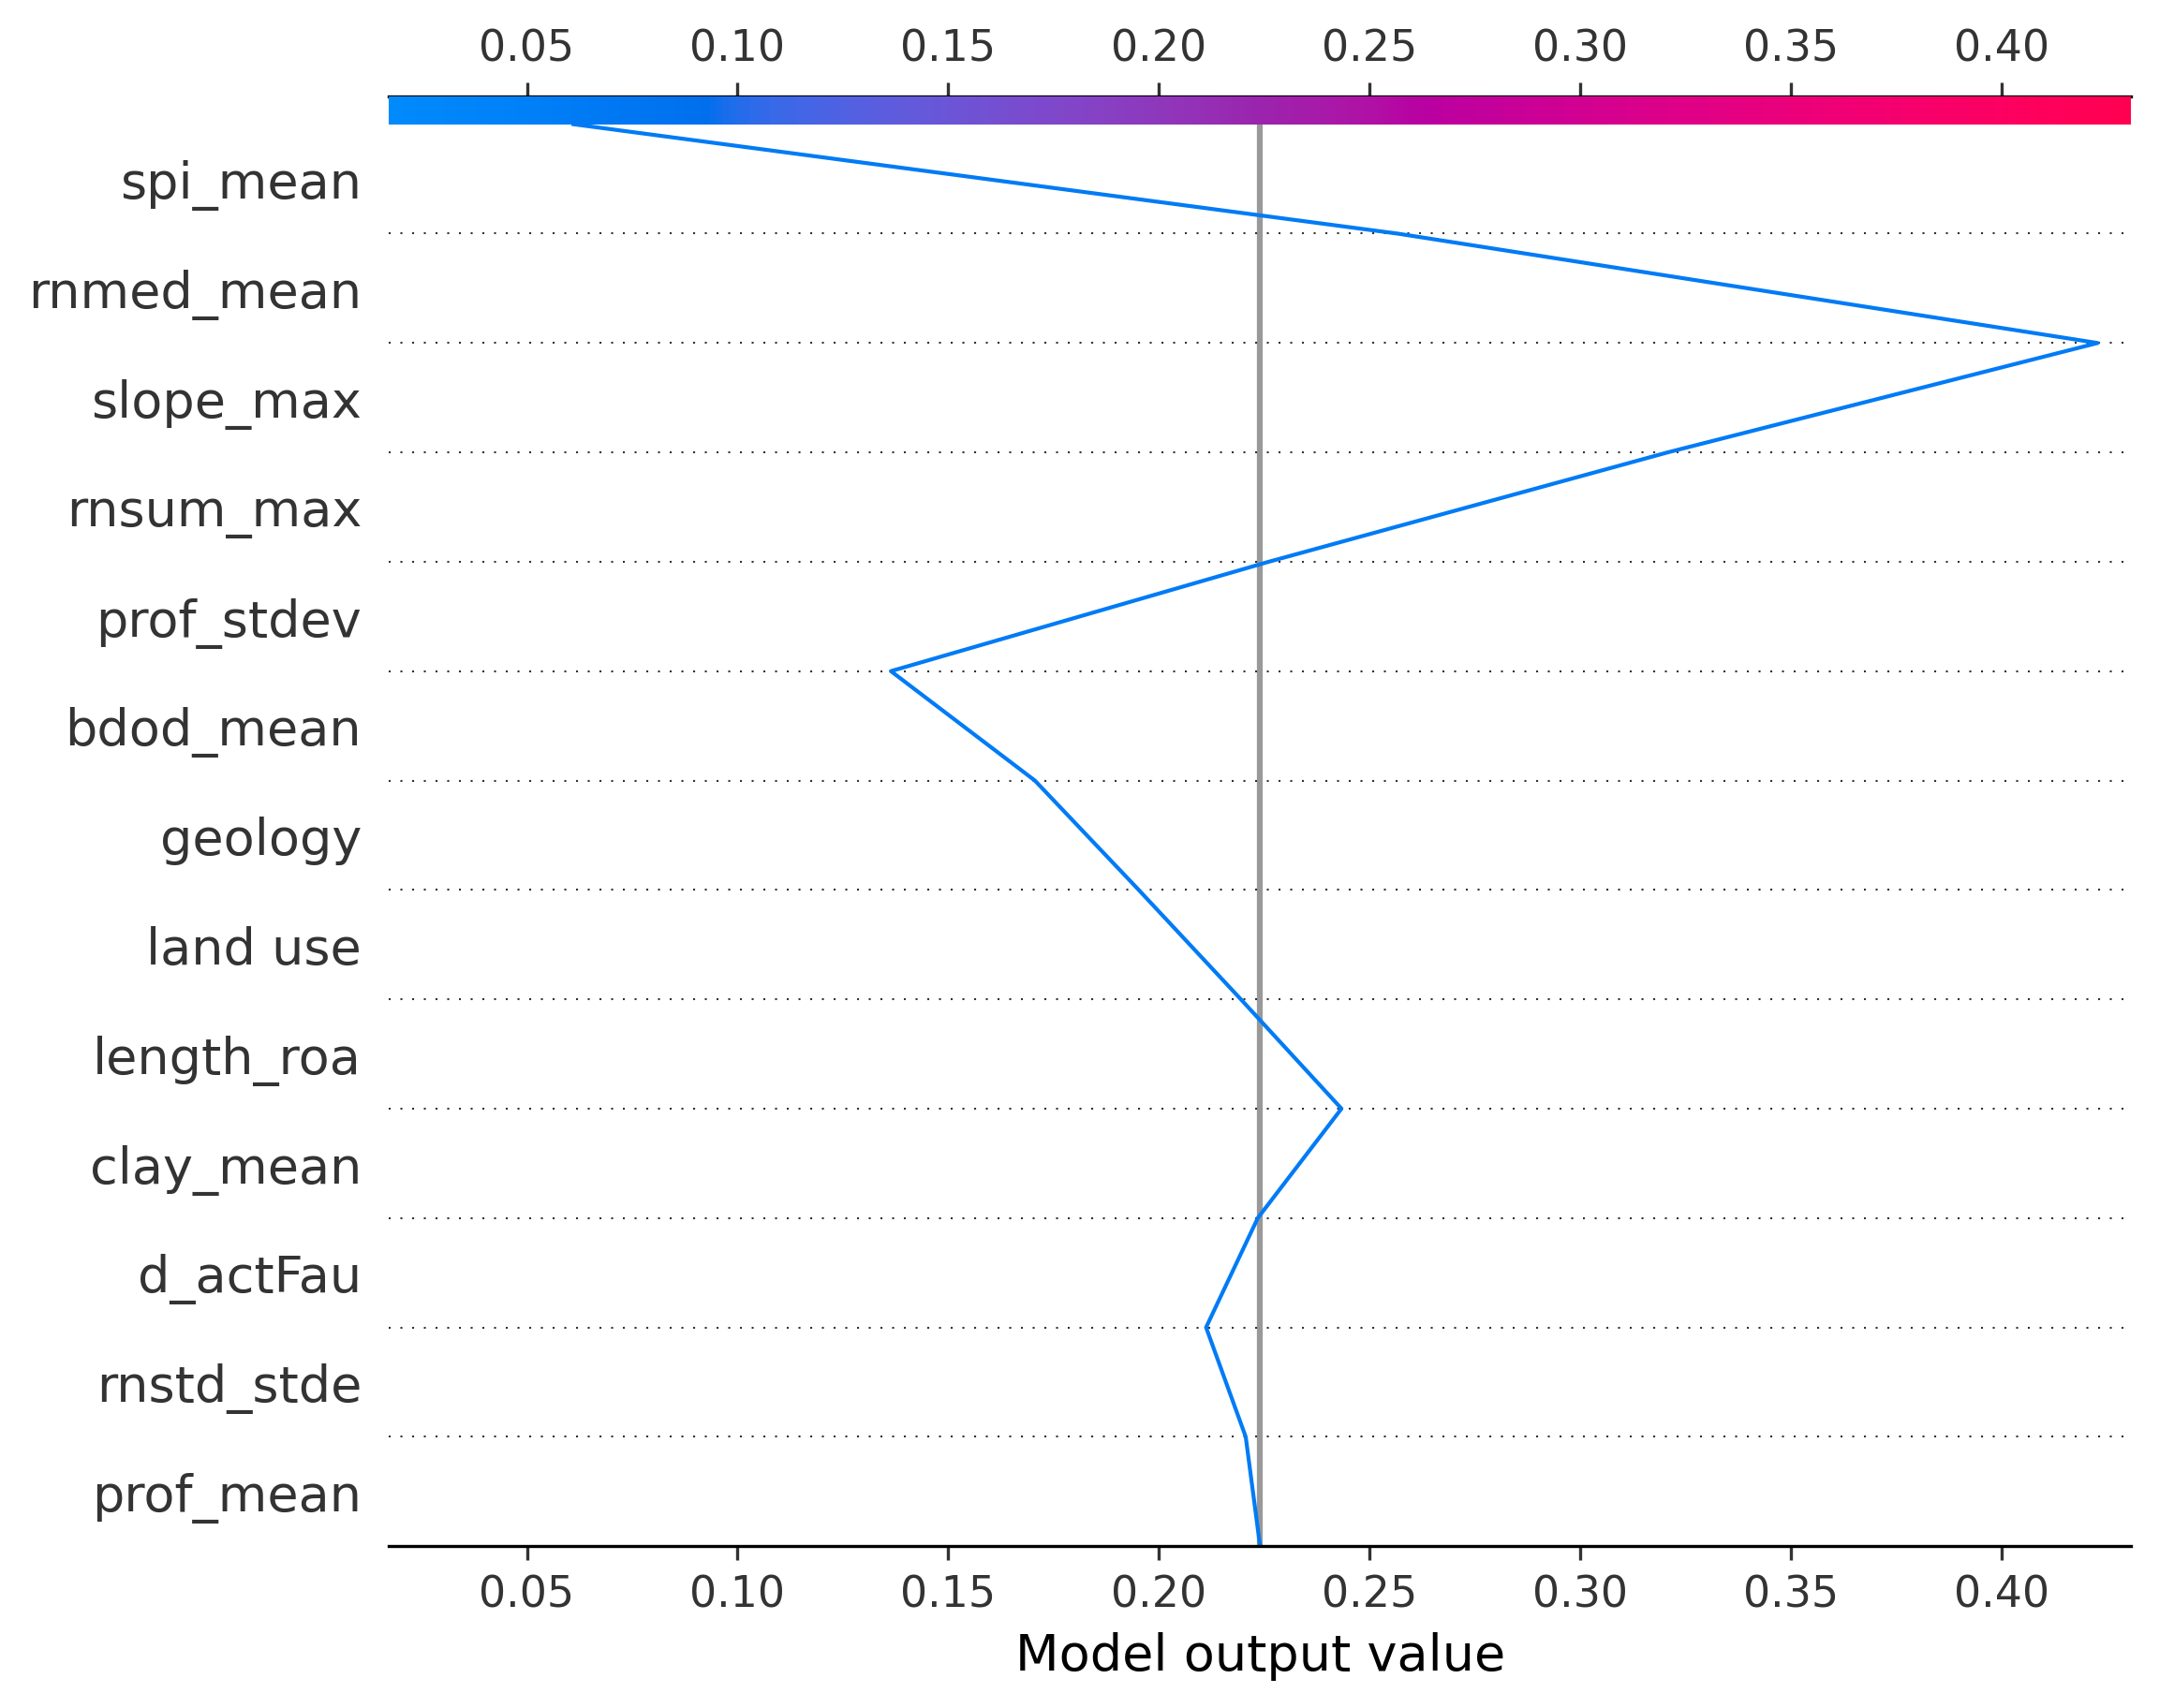 0.05 0.10 0.15 0.20 0.25 0.30 0.35 0.40
spi_mean
rnmed_mean
slope_max
rnsum_max
prof_stdev
bdod_mean
geology
land use
length_roa
clay_mean
d_actFau
rnstd_stde
prof_mean
0.05 0.10 0.15 0.20 0.25 0.30 0.35 0.40
Model output value